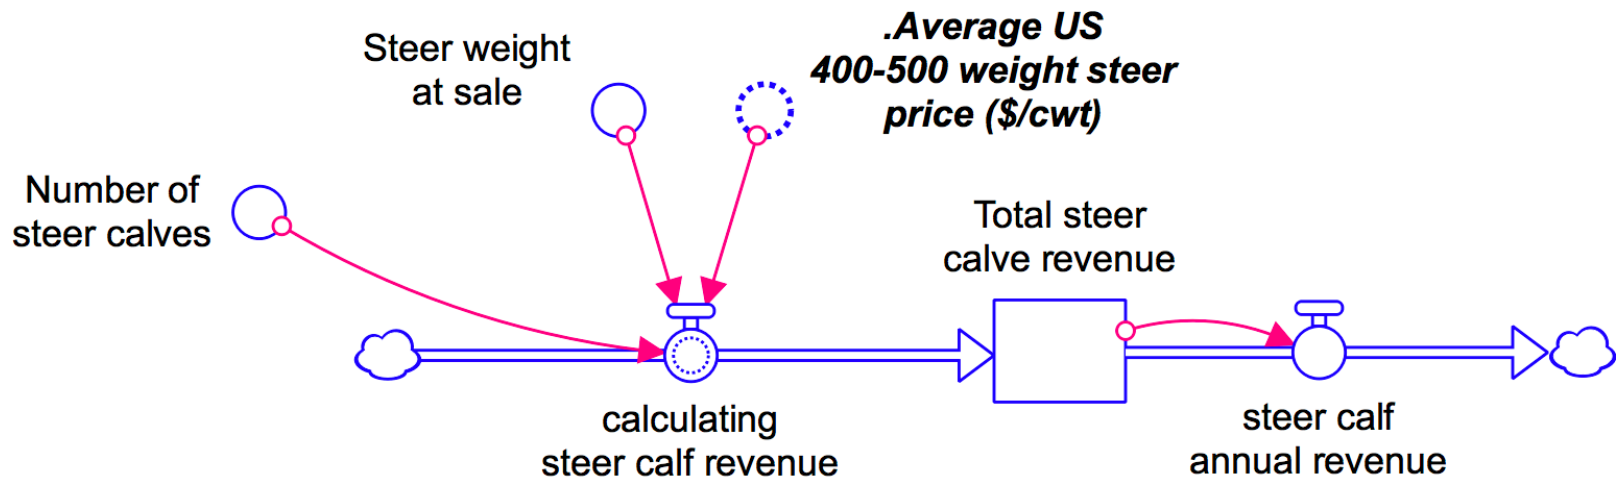 Steer weight
at sale
.Average US
400-500 weight steer
price ($/cwt)
Number of
steer calves
Total steer
calve revenue
calculating
steer calf revenue
steer calf
annual revenue